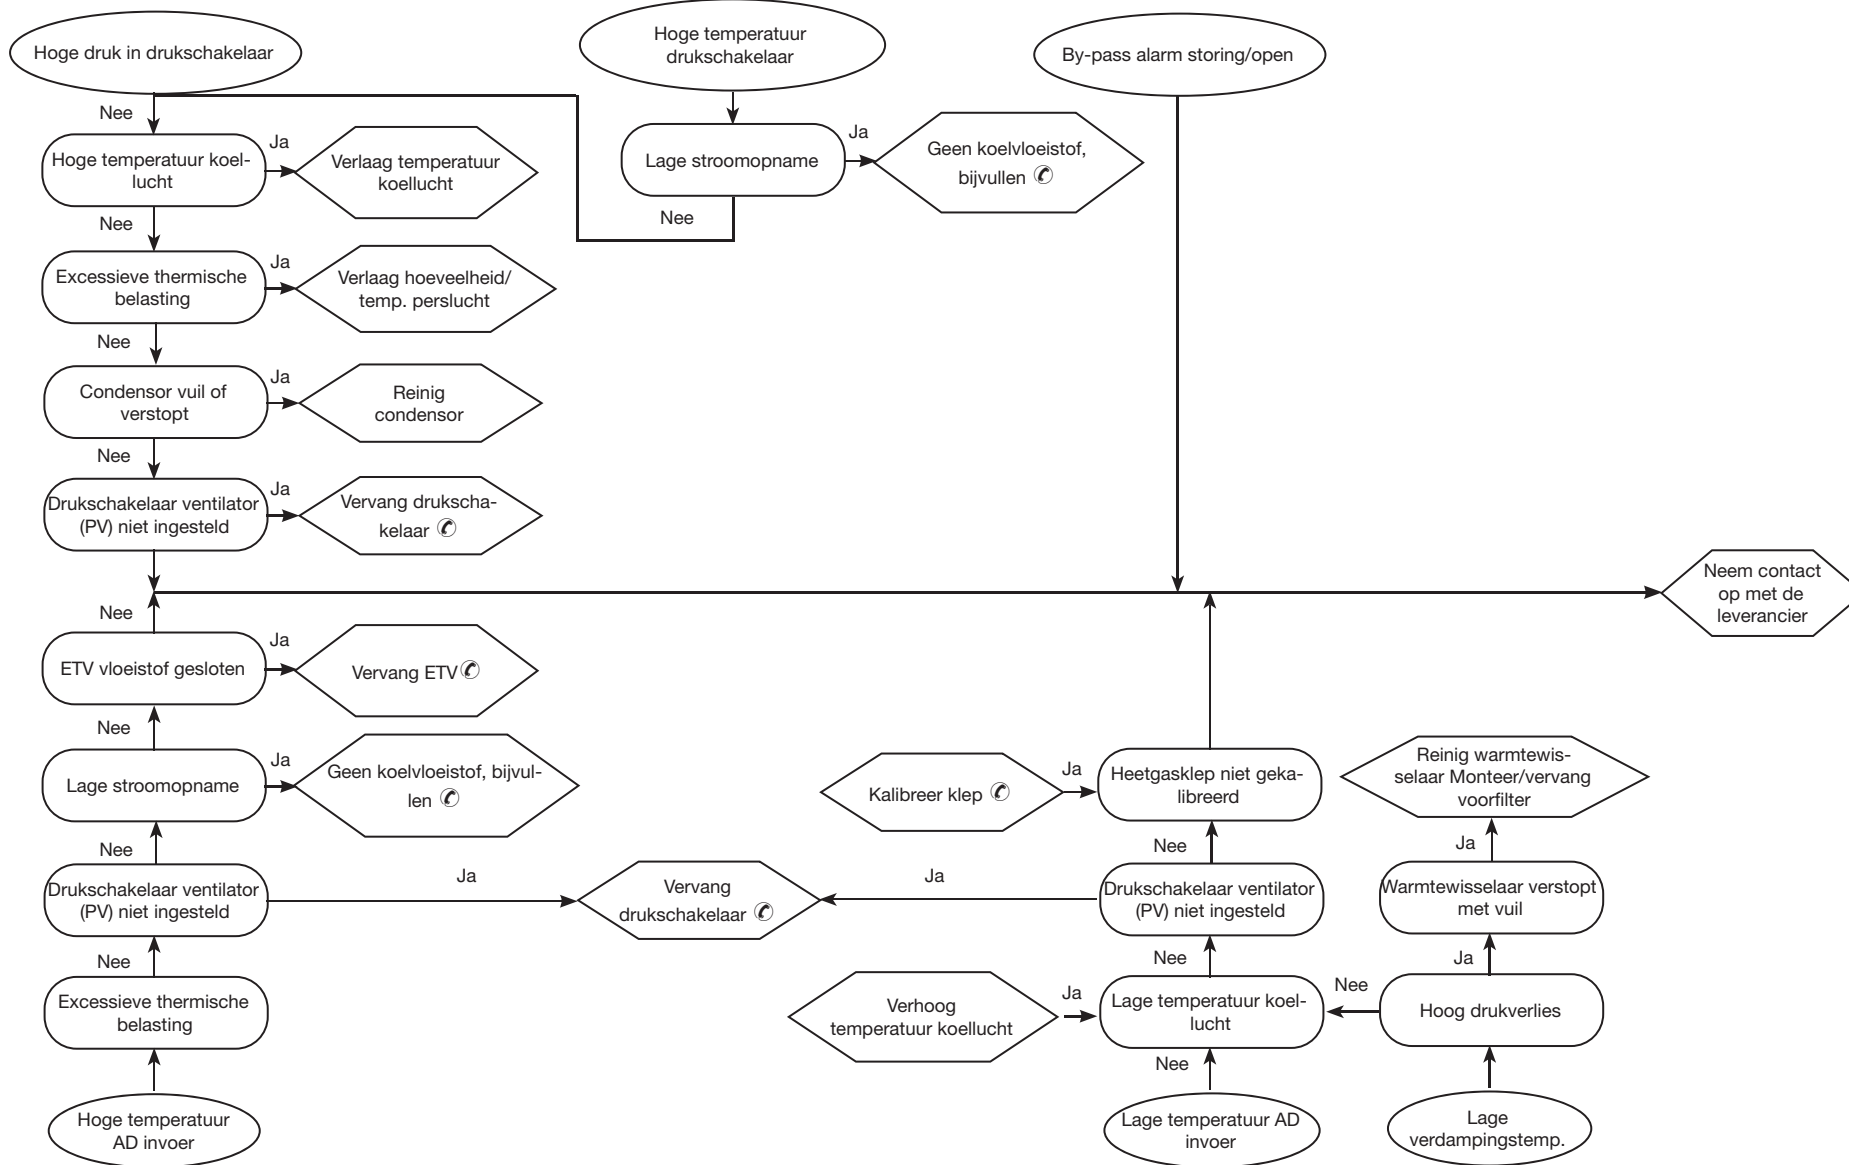 Hoge druk in drukschakelaar
Hoge temperatuur
drukschakelaar
By-pass alarm storing/open
Nee
Hoge temperatuur koel-
lucht
Ja
Verlaag temperatuur
koellucht
Lage stroomopname
Ja
Geen koelvloeistof,
bijvullen ✆
Nee
Nee
Excessieve thermische
belasting
Ja
Verlaag hoeveelheid/
temp. perslucht
Nee
Condensor vuil of
verstopt
Ja
Reinig
condensor
Nee
Drukschakelaar ventilator
(PV) niet ingesteld
Ja
Vervang drukscha-
kelaar ✆
Neem contact
op met de
leverancier
Nee
ETV vloeistof gesloten
Ja
Vervang ETV ✆
Nee
Lage stroomopname
Ja
Geen koelvloeistof, bijvul-
len ✆
Kalibreer klep ✆
Ja
Heetgasklep niet geka-
libreerd
Reinig warmtewis-
selaar Monteer/vervang
voorfilter
Nee
Nee
Ja
Drukschakelaar ventilator
(PV) niet ingesteld
Ja
Vervang
drukschakelaar ✆
Ja
Drukschakelaar ventilator
(PV) niet ingesteld
Warmtewisselaar verstopt
met vuil
Nee
Nee
Ja
Excessieve thermische
belasting
Verhoog
temperatuur koellucht
Ja
Lage temperatuur koel-
lucht
Nee
Hoog drukverlies
Nee
Hoge temperatuur
AD invoer
Lage temperatuur AD
invoer
Lage
verdampingstemp.